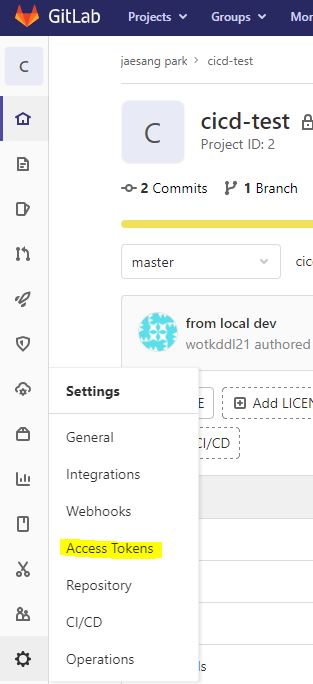 GitLab Projects Groups Mor
C
jaesang park > cicd-test
C
cicd-test
Project ID: 2
2 Commits 1 Branch
master cic
from local dev
wotkddl21 authored
Settings
E Add LICEN
General
CI/CD
Integrations
Webhooks
Access Tokens
Repository
CI/CD
Operations
ls